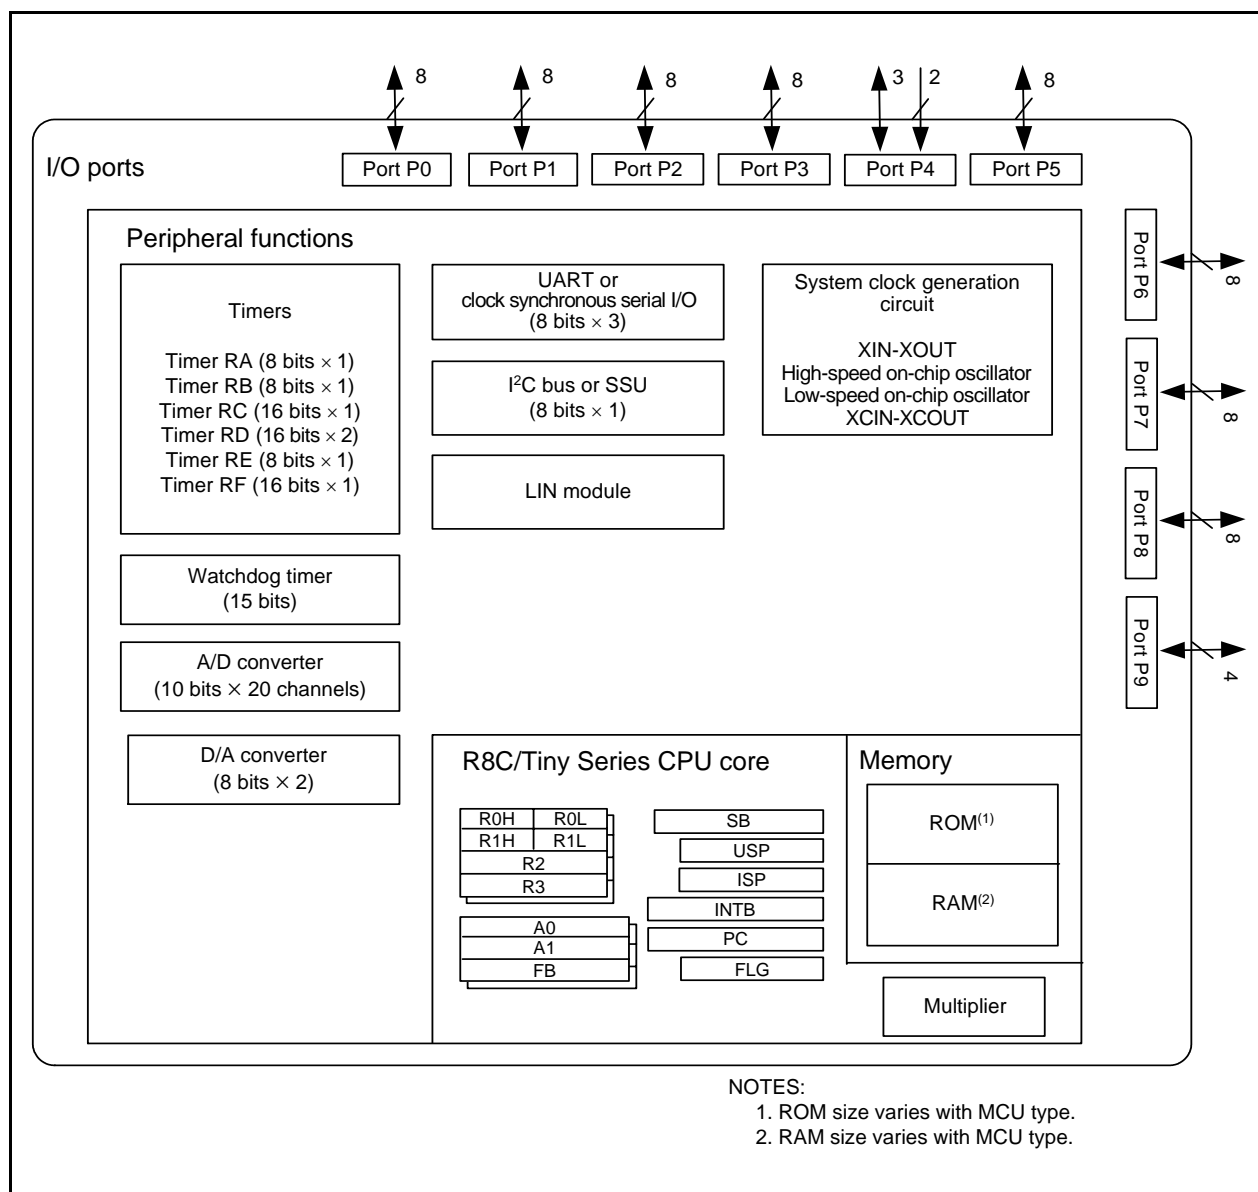 8
8
8
8
3
2
8
I/O ports
Port P0
Port P1
Port P2
Port P3
Port P4
Port P5
Peripheral functions
Timers
Timer RA (8 bits × 1)
Timer RB (8 bits × 1)
Timer RC (16 bits × 1)
Timer RD (16 bits × 2)
Timer RE (8 bits × 1)
Timer RF (16 bits × 1)
UART or
clock synchronous serial I/O
(8 bits × 3)
I²C bus or SSU
(8 bits × 1)
LIN module
System clock generation
circuit
XIN-XOUT
High-speed on-chip oscillator
Low-speed on-chip oscillator
XCIN-XCOUT
Port P6
8
Port P7
8
Port P8
8
Port P9
4
Watchdog timer
(15 bits)
A/D converter
(10 bits × 20 channels)
D/A converter
(8 bits × 2)
R8C/Tiny Series CPU core
R0H
R0L
R1H
R1L
R2
R3
A0
A1
FB
SB
USP
ISP
INTB
PC
FLG
Memory
ROM(1)
RAM(2)
Multiplier
NOTES:
1. ROM size varies with MCU type.
2. RAM size varies with MCU type.